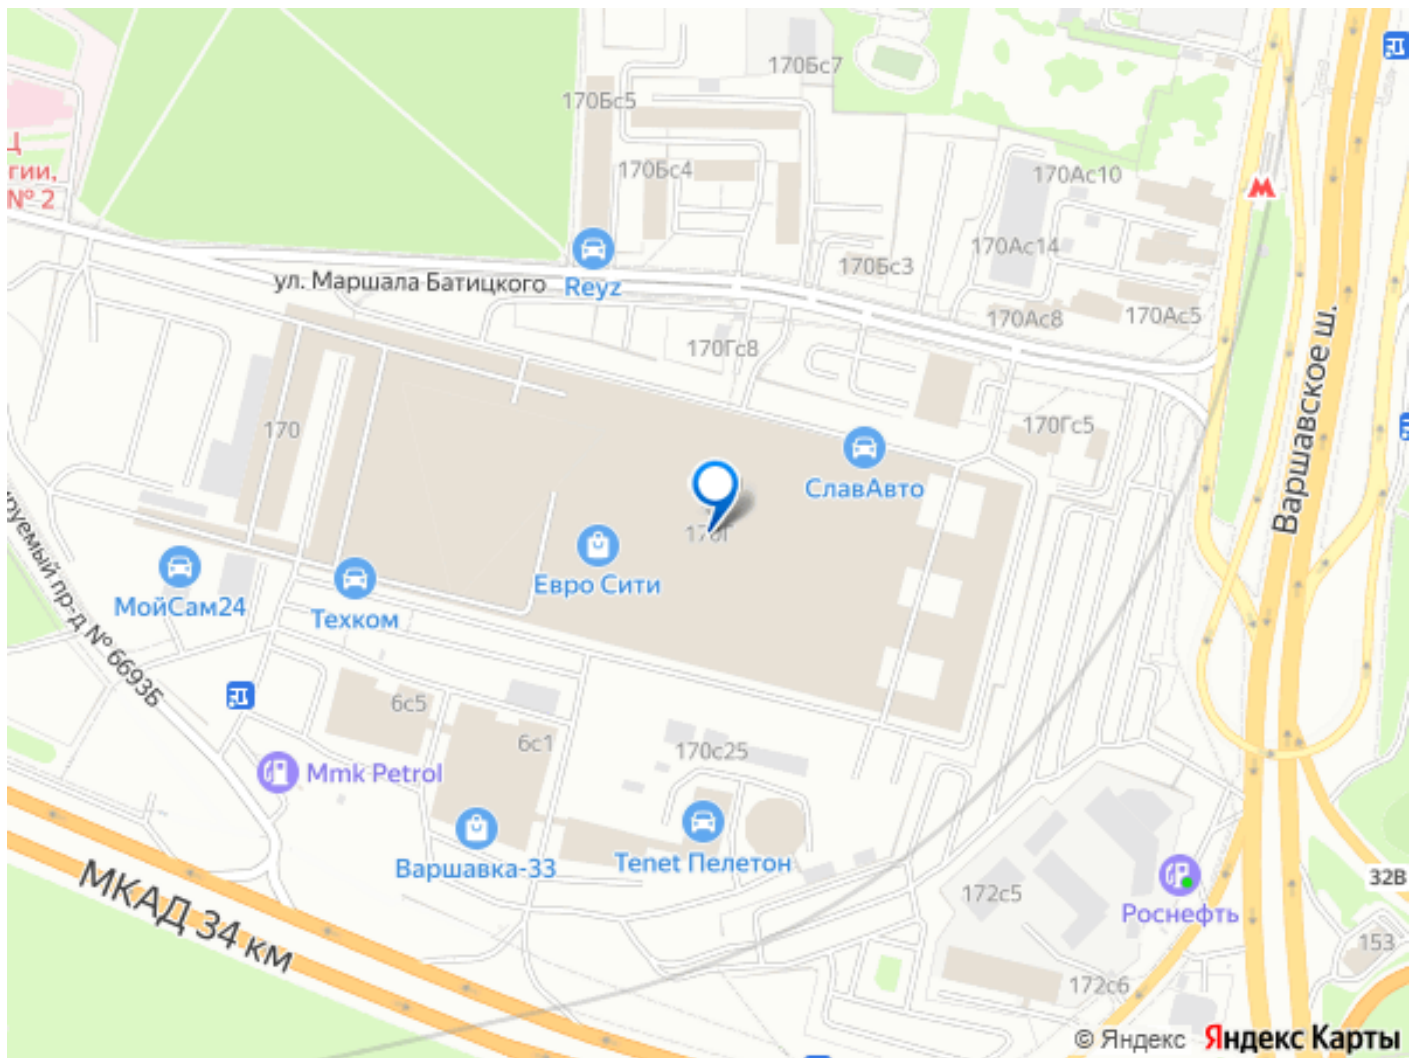 170Бс7
170Бс5
Ц
гии,
№ 2
170Бс4
170Ас10
170Ас14
170Бс3
ул. Маршала Батицкого
Reyz
170Ас8
170Ас5
Варшавское ш.
170Гс8
170
170Гс5
СлавАвто
170Г
Евро Сити
МойСам24
Техком
руемый пр-д № 6693Б
6с5
6с1
170с25
Mmk Petrol
Варшавка-33
Tenet Пелетон
МКАД 34 км
172с5
32В
Роснефть
153
172с6
© Яндекс Яндекс Карты